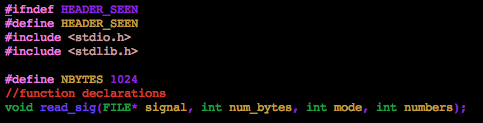 #ifndef HEADER_SEEN
#define HEADER_SEEN
#include <stdio.h>
#include <stdlib.h>
#define NBYTES 1024
//function declarations
void read_sig(FILE* signal, int num_bytes, int mode, int numbers);